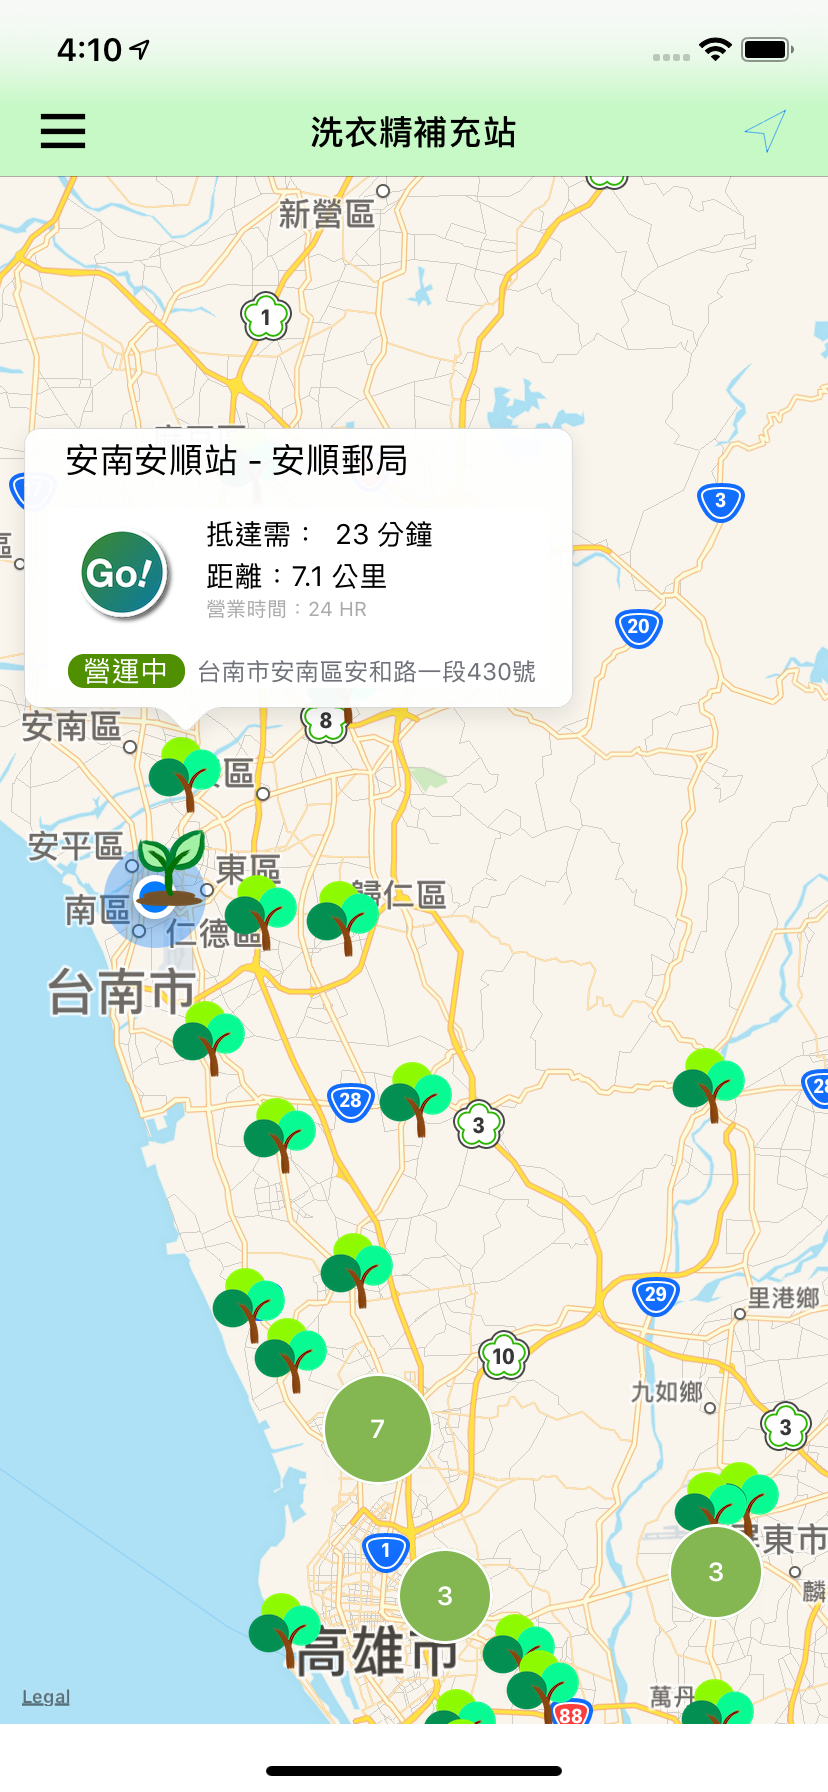 4:10
洗衣精補充站
新營區
1
安南安順站 - 安順郵局
Go!
抵達需： 23 分鐘
距離：7.1 公里
營業時間：24 HR
營運中 台南市安南區安和路一段430號
3
20
8
安南區
區
安平區
東區
南區
歸仁區
仁德區
台南市
28
3
28
29
里港鄉
10
九如鄉
3
7
屏東市
1
3
3
麟
高雄市
萬丹
88
Legal